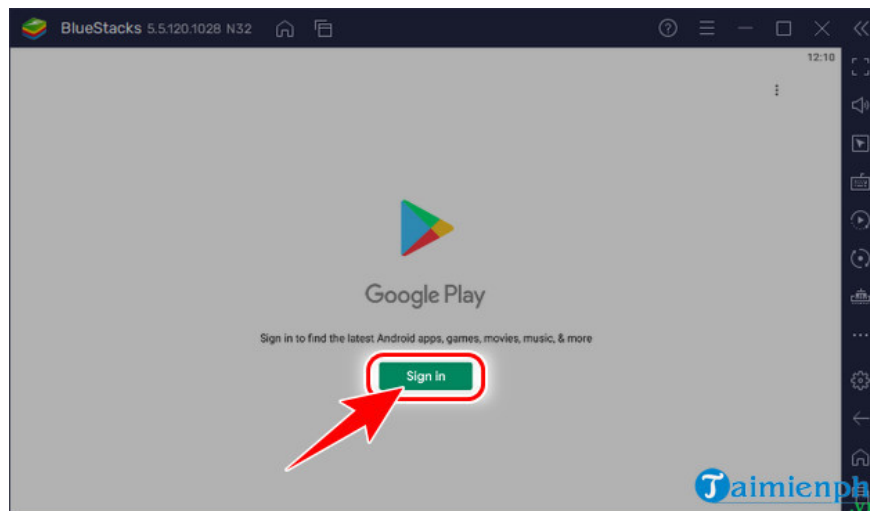 BlueStacks 5.5.120.1028 N32
12:10
Google Play
Sign in to find the latest Android apps, games, movies, music, & more
Sign in
Taimienph